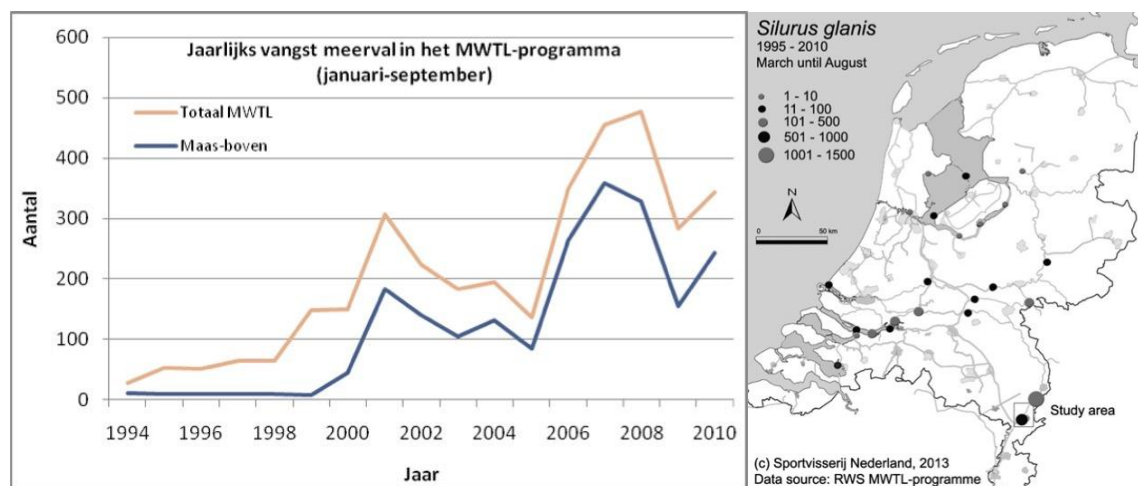 Jaarlijks vangst meerval in het MWTL-programma
(januari-september)
Totaal MWTL
Maas-boven
Aantal
600
500
400
300
200
100
0
1994
1996
1998
2000
2002
2004
2006
2008
2010
Jaar
Silurus glanis
1995 - 2010
March until August
1 - 10
11 - 100
101 - 500
501 - 1000
1001 - 1500
N
0 50 km
Study area
(c) Sportvisserij Nederland, 2013
Data source: RWS MWTL-programme